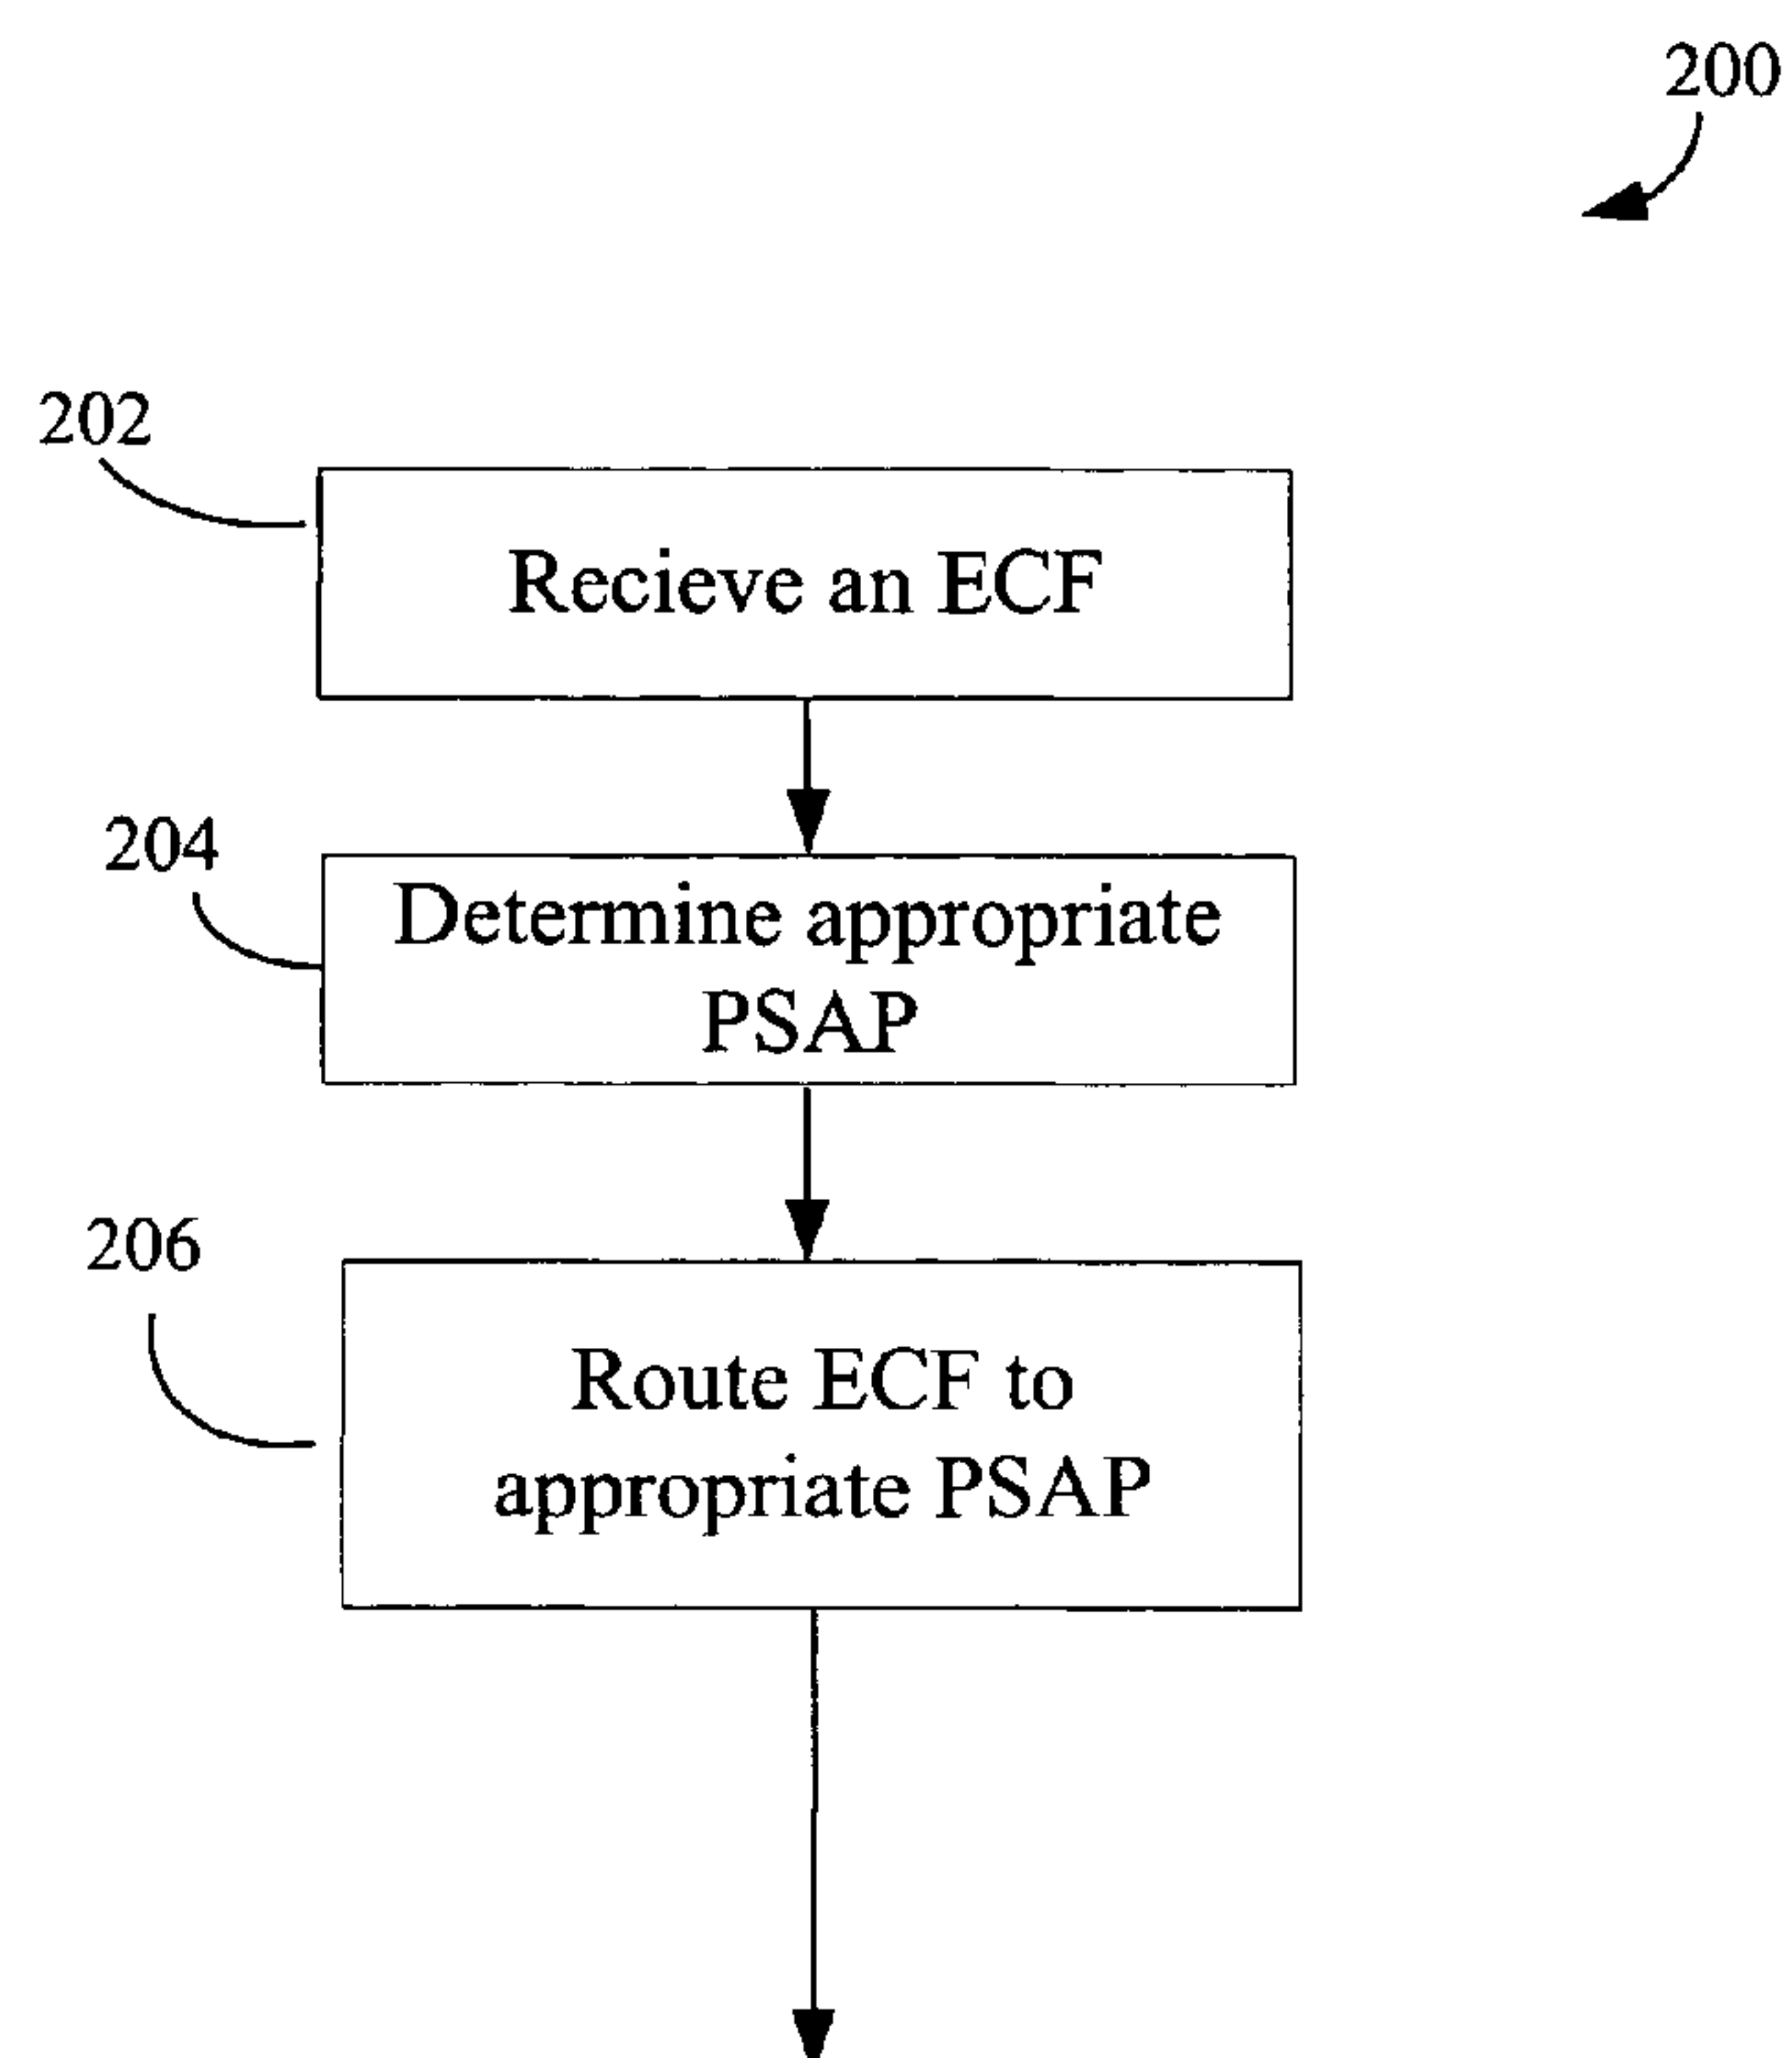 200
202
Recieve an ECF
204
Determine appropriate
PSAP
206
Route ECF to
appropriate PSAP